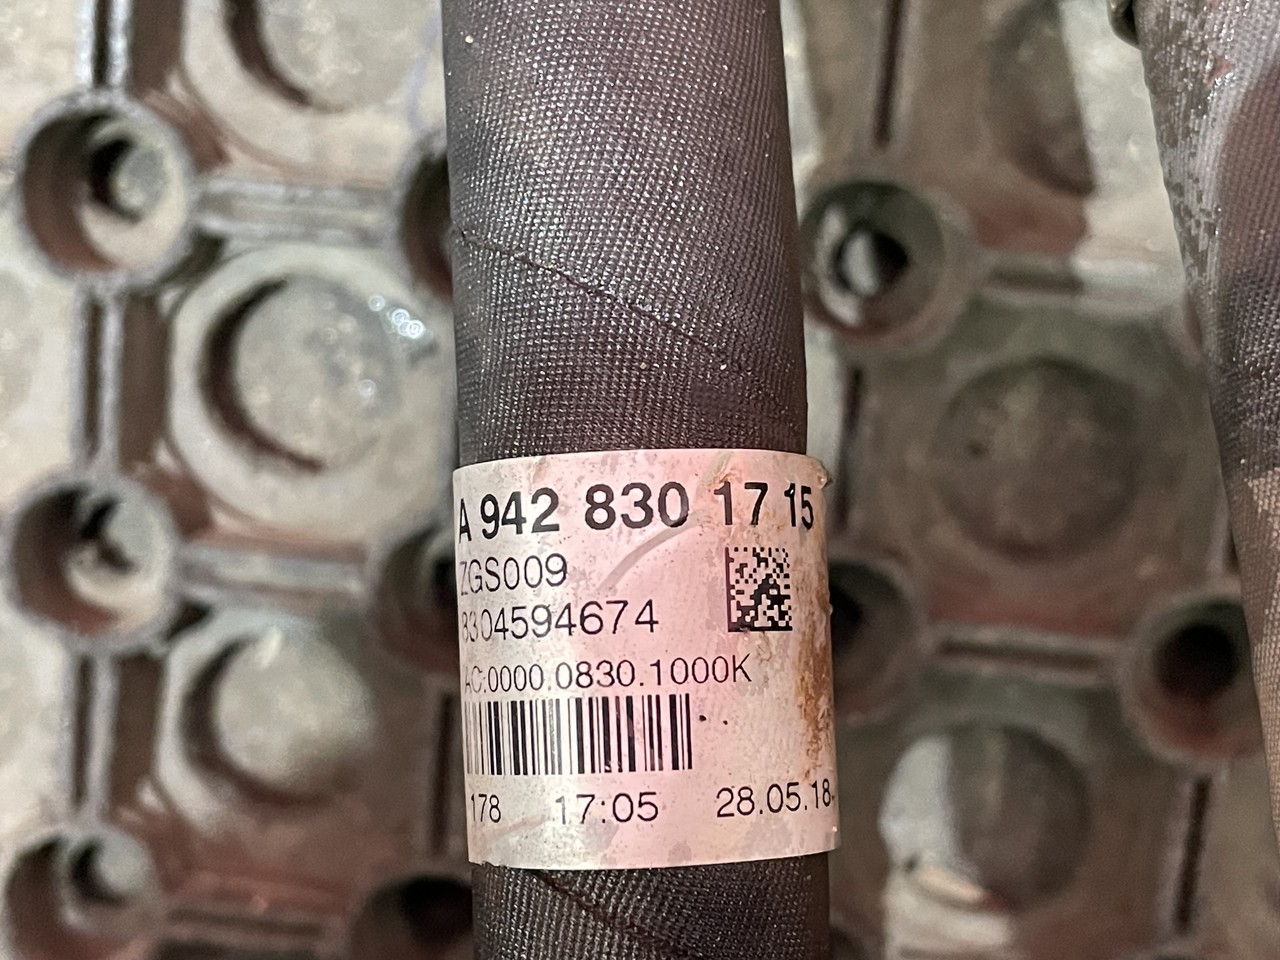 A 942 830 17 15
ZGS009
8304594674
AC:0000.0830.1000K
178 17:05 28.05.18